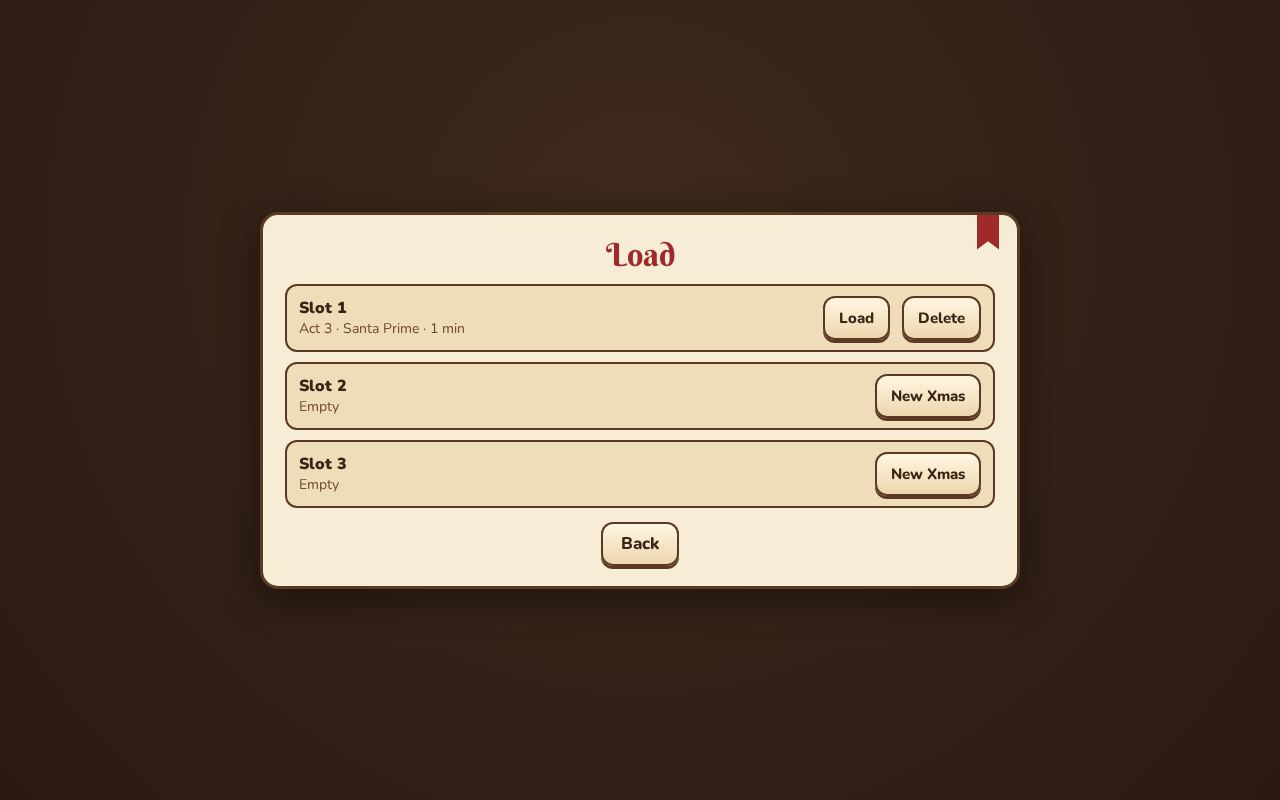 Load
Slot 1
Act 3 · Santa Prime · 1 min
Load
Delete
Slot 2
Empty
New Xmas
Slot 3
Empty
New Xmas
Back